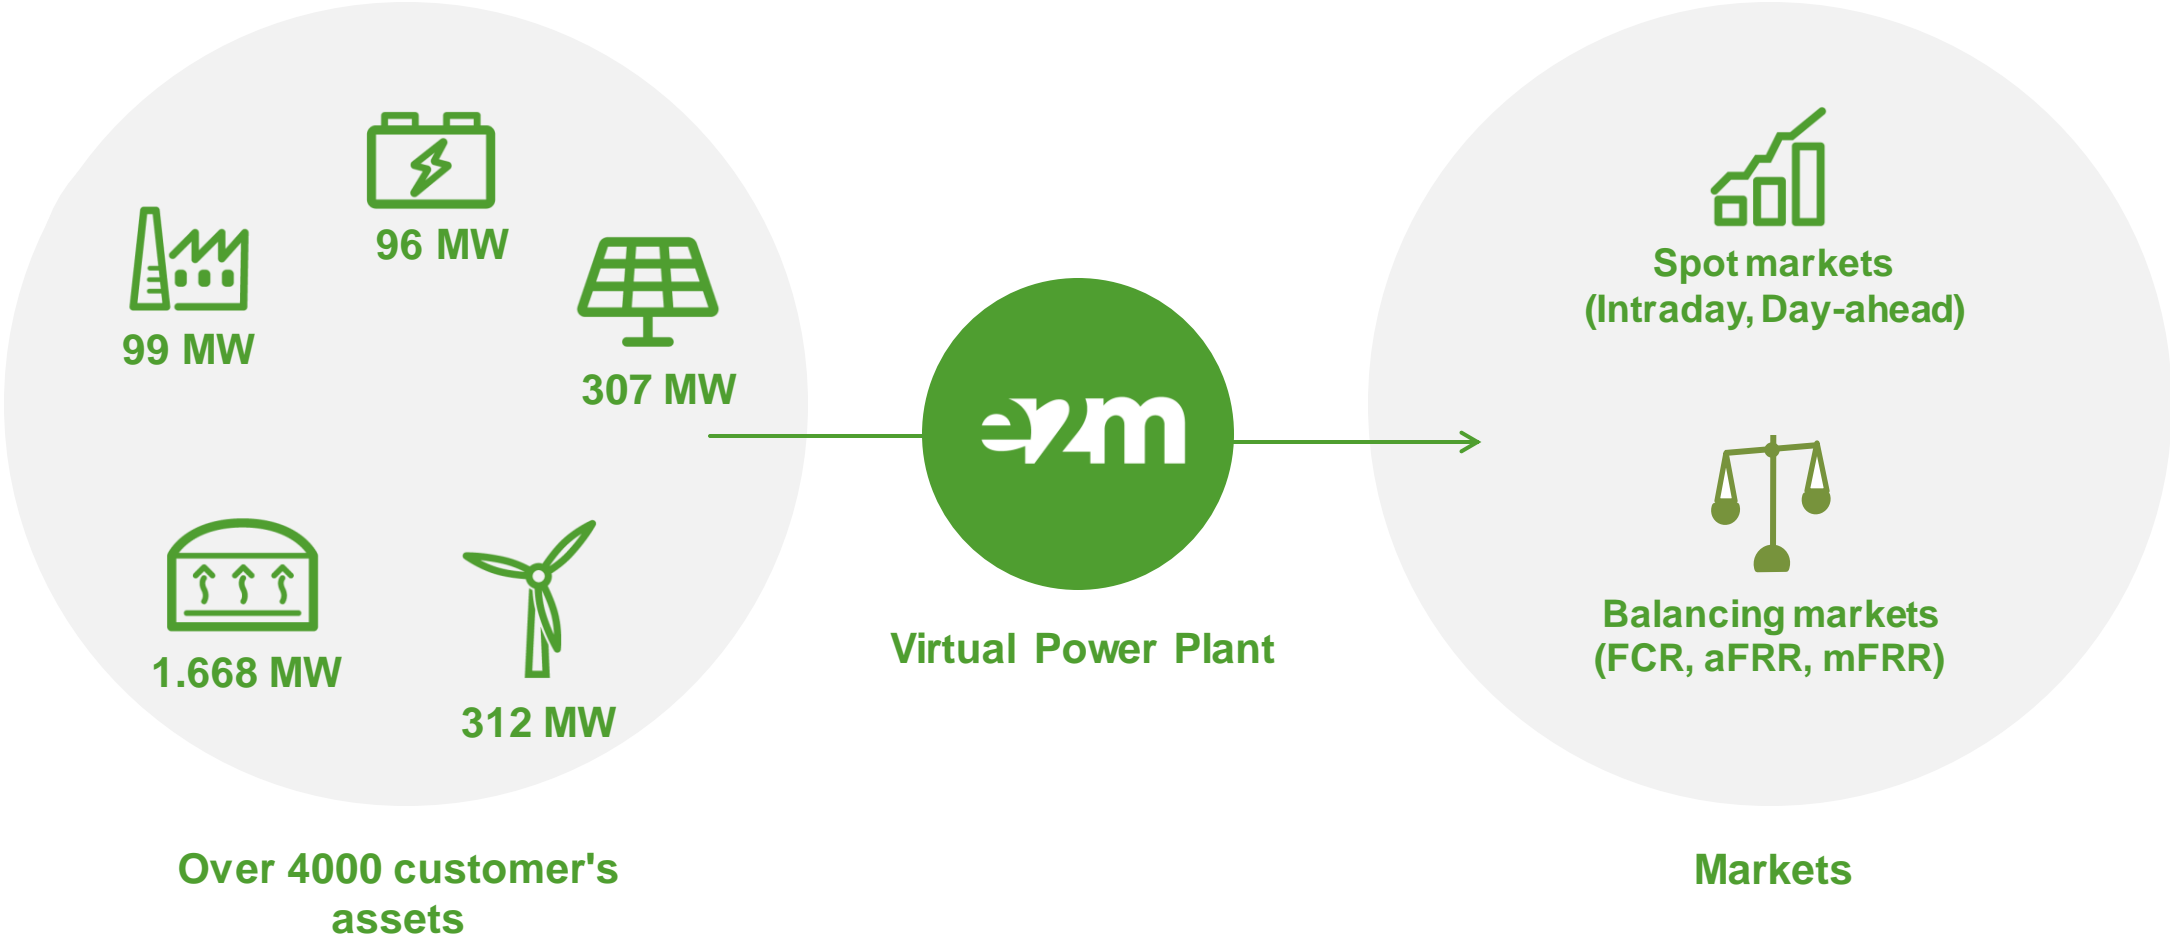 96 MW
99 MW
307 MW
1.668 MW
312 MW
Over 4000 customer's
assets
e2m
Virtual Power Plant
Spot markets
(Intraday, Day-ahead)
Balancing markets
(FCR, aFRR, mFRR)
Markets